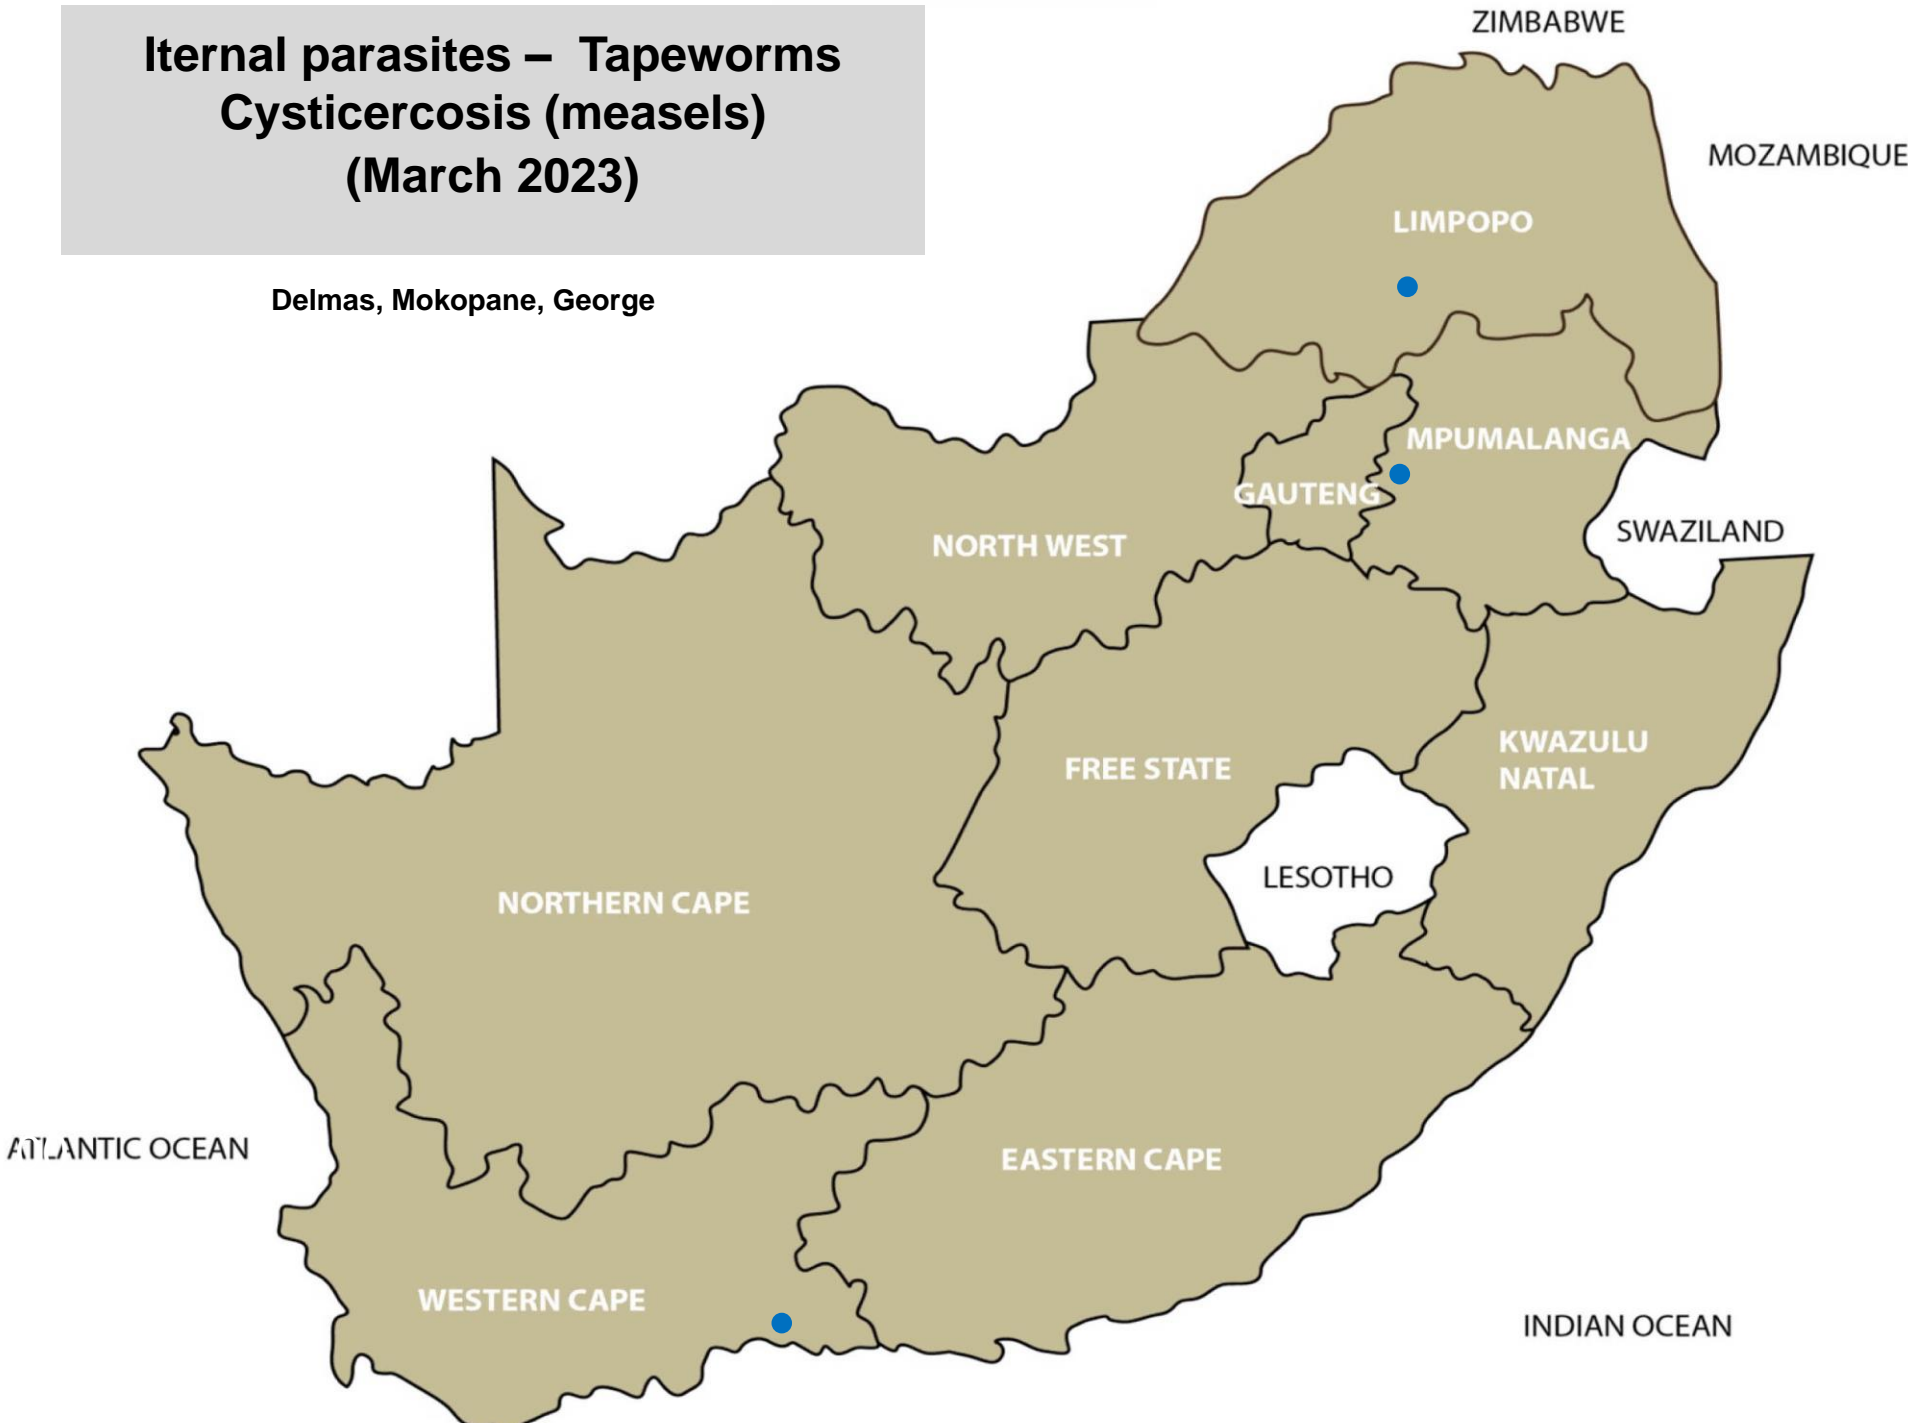 Iternal parasites – Tapeworms
Cysticercosis (measels)
(March 2023)
Delmas, Mokopane, George
ZIMBABWE
MOZAMBIQUE
LIMPOPO
MPUMALANGA
GAUTENG
SWAZILAND
NORTH WEST
KWAZULU
NATAL
FREE STATE
LESOTHO
NORTHERN CAPE
ATLANTIC OCEAN
EASTERN CAPE
WESTERN CAPE
INDIAN OCEAN